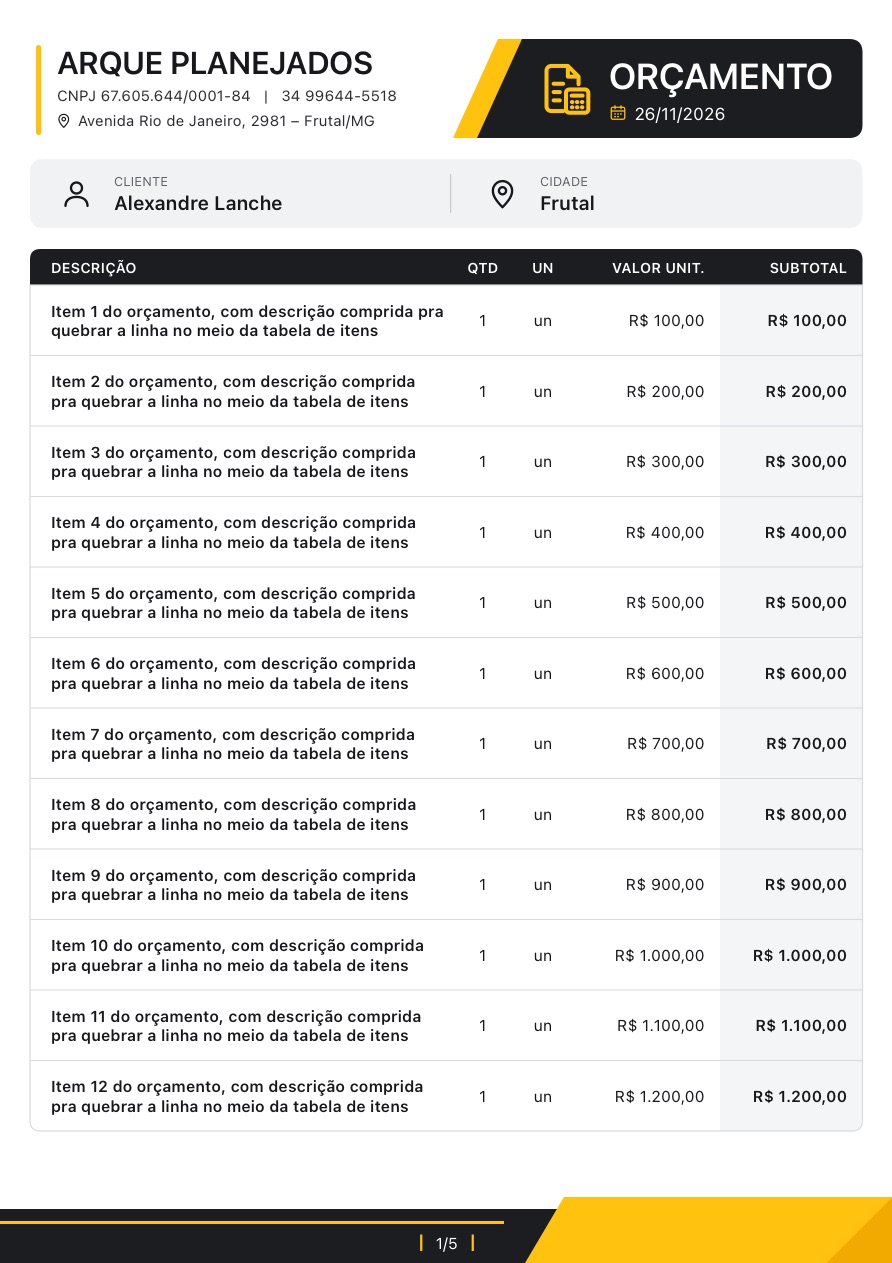 ARQUE PLANEJADOS
CNPJ 67.605.644/0001-84 | 34 99644-5518
Avenida Rio de Janeiro, 2981 – Frutal/MG
ORÇAMENTO
26/11/2026
CLIENTE
Alexandre Lanche
CIDADE
Frutal
DESCRIÇÃO QTD UN VALOR UNIT. SUBTOTAL
Item 1 do orçamento, com descrição comprida pra
quebrar a linha no meio da tabela de itens
1 un R$ 100,00 R$ 100,00
Item 2 do orçamento, com descrição comprida
pra quebrar a linha no meio da tabela de itens
1 un R$ 200,00 R$ 200,00
Item 3 do orçamento, com descrição comprida
pra quebrar a linha no meio da tabela de itens
1 un R$ 300,00 R$ 300,00
Item 4 do orçamento, com descrição comprida
pra quebrar a linha no meio da tabela de itens
1 un R$ 400,00 R$ 400,00
Item 5 do orçamento, com descrição comprida
pra quebrar a linha no meio da tabela de itens
1 un R$ 500,00 R$ 500,00
Item 6 do orçamento, com descrição comprida
pra quebrar a linha no meio da tabela de itens
1 un R$ 600,00 R$ 600,00
Item 7 do orçamento, com descrição comprida
pra quebrar a linha no meio da tabela de itens
1 un R$ 700,00 R$ 700,00
Item 8 do orçamento, com descrição comprida
pra quebrar a linha no meio da tabela de itens
1 un R$ 800,00 R$ 800,00
Item 9 do orçamento, com descrição comprida
pra quebrar a linha no meio da tabela de itens
1 un R$ 900,00 R$ 900,00
Item 10 do orçamento, com descrição comprida
pra quebrar a linha no meio da tabela de itens
1 un R$ 1.000,00 R$ 1.000,00
Item 11 do orçamento, com descrição comprida
pra quebrar a linha no meio da tabela de itens
1 un R$ 1.100,00 R$ 1.100,00
Item 12 do orçamento, com descrição comprida
pra quebrar a linha no meio da tabela de itens
1 un R$ 1.200,00 R$ 1.200,00
| 1/5 |